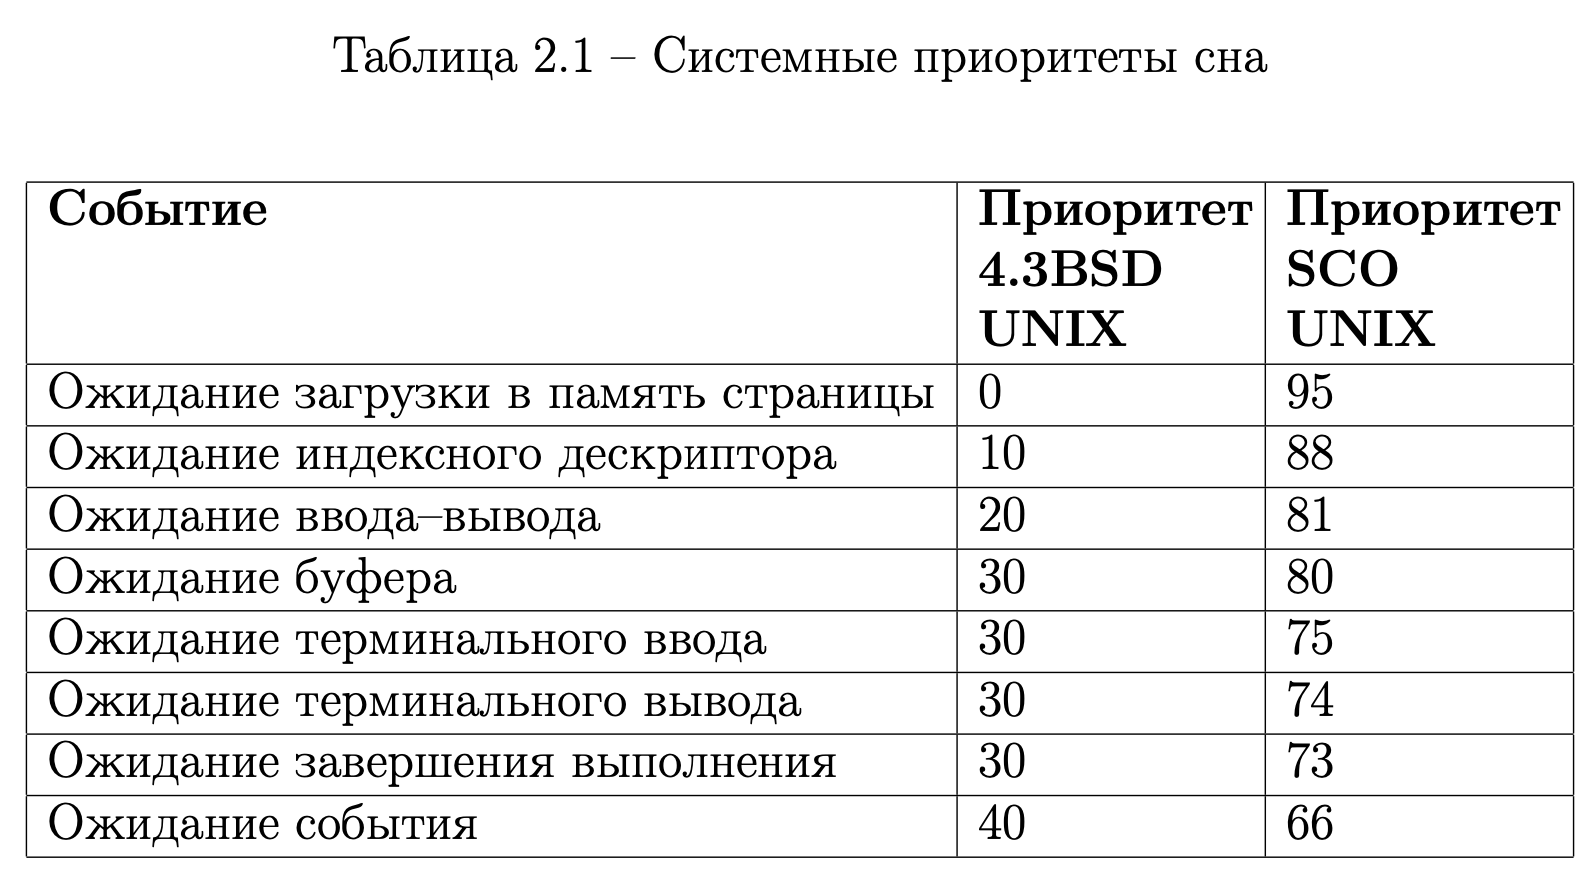 Таблица 2.1 – Системные приоритеты сна
Событие Приоритет 4.3BSD UNIX Приоритет SCO UNIX
Ожидание загрузки в память страницы 0 95
Ожидание индексного дескриптора 10 88
Ожидание ввода–вывода 20 81
Ожидание буфера 30 80
Ожидание терминального ввода 30 75
Ожидание терминального вывода 30 74
Ожидание завершения выполнения 30 73
Ожидание события 40 66